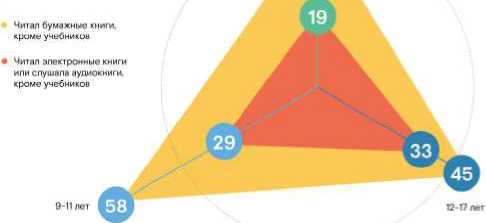 Читал бумажные книги,
кроме учебников
Читал электронные книги
или слушала аудиокниги,
кроме учебников
19
29
33
45
58
9-11 лет
12-17 лет